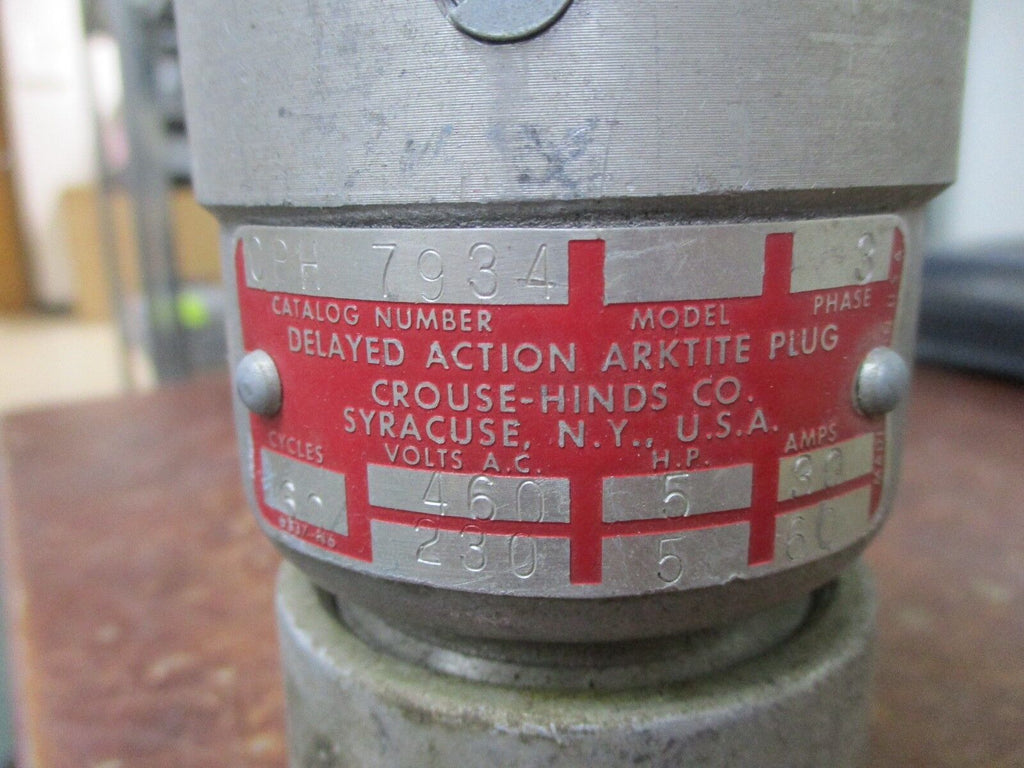 CPH 7934 3
CATALOG NUMBER MODEL PHASE
DELAYED ACTION ARKTITE PLUG
CROUSE-HINDS CO.
SYRACUSE, N.Y., U.S.A.
CYCLES VOLTS A.C. H.P. AMPS
60 460 5 30
230 5 60